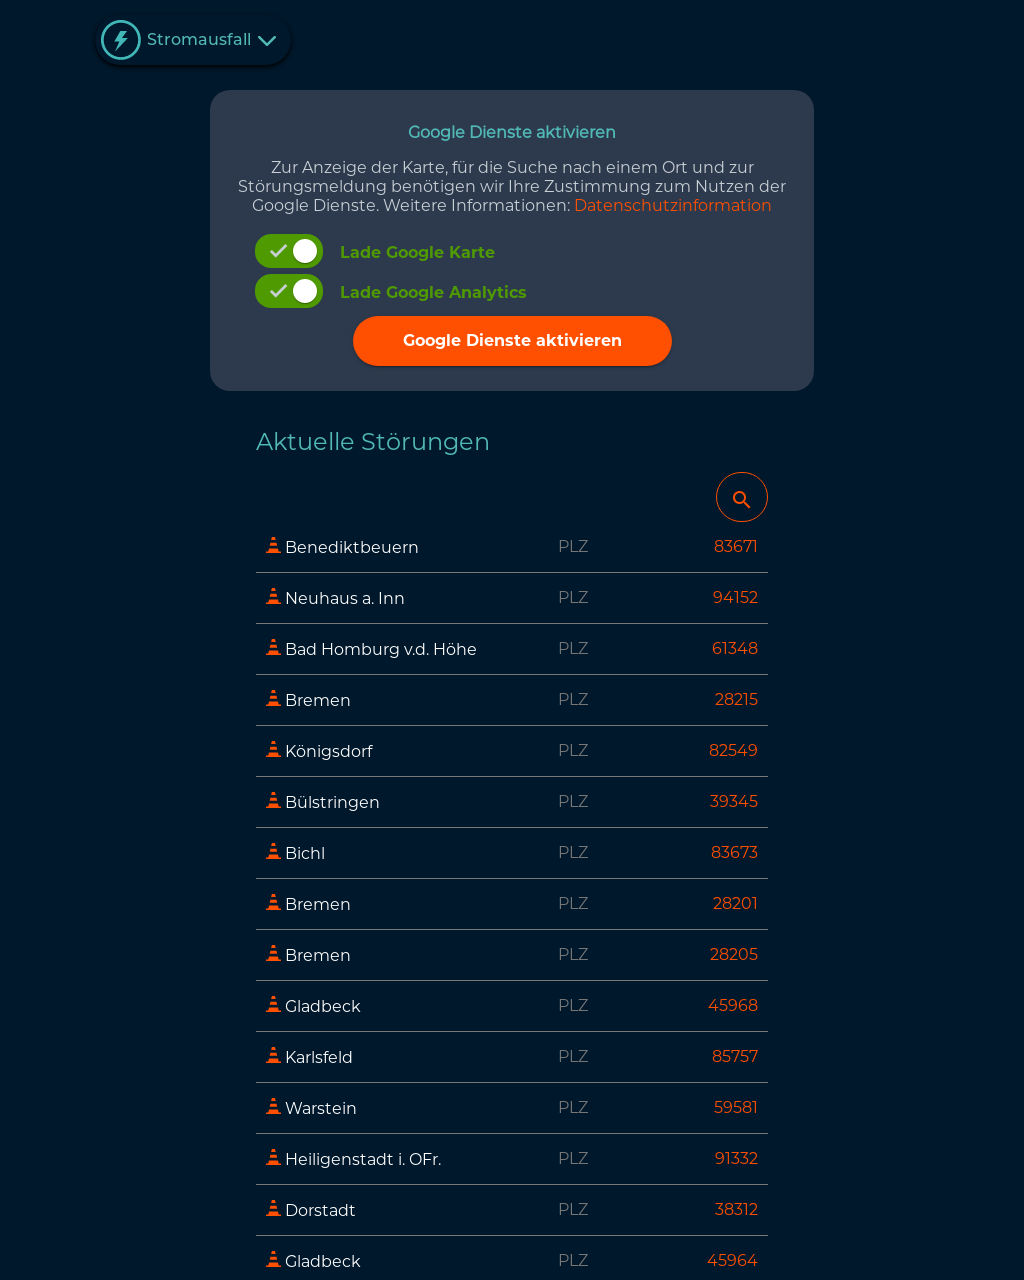 Stromausfall
Google Dienste aktivieren
Zur Anzeige der Karte, für die Suche nach einem Ort und zur
Störungsmeldung benötigen wir Ihre Zustimmung zum Nutzen der
Google Dienste. Weitere Informationen: Datenschutzinformation
Lade Google Karte
Lade Google Analytics
Google Dienste aktivieren
Aktuelle Störungen
Benediktbeuern PLZ 83671
Neuhaus a. Inn PLZ 94152
Bad Homburg v.d. Höhe PLZ 61348
Bremen PLZ 28215
Königsdorf PLZ 82549
Bülstringen PLZ 39345
Bichl PLZ 83673
Bremen PLZ 28201
Bremen PLZ 28205
Gladbeck PLZ 45968
Karlsfeld PLZ 85757
Warstein PLZ 59581
Heiligenstadt i. OFr. PLZ 91332
Dorstadt PLZ 38312
Gladbeck PLZ 45964